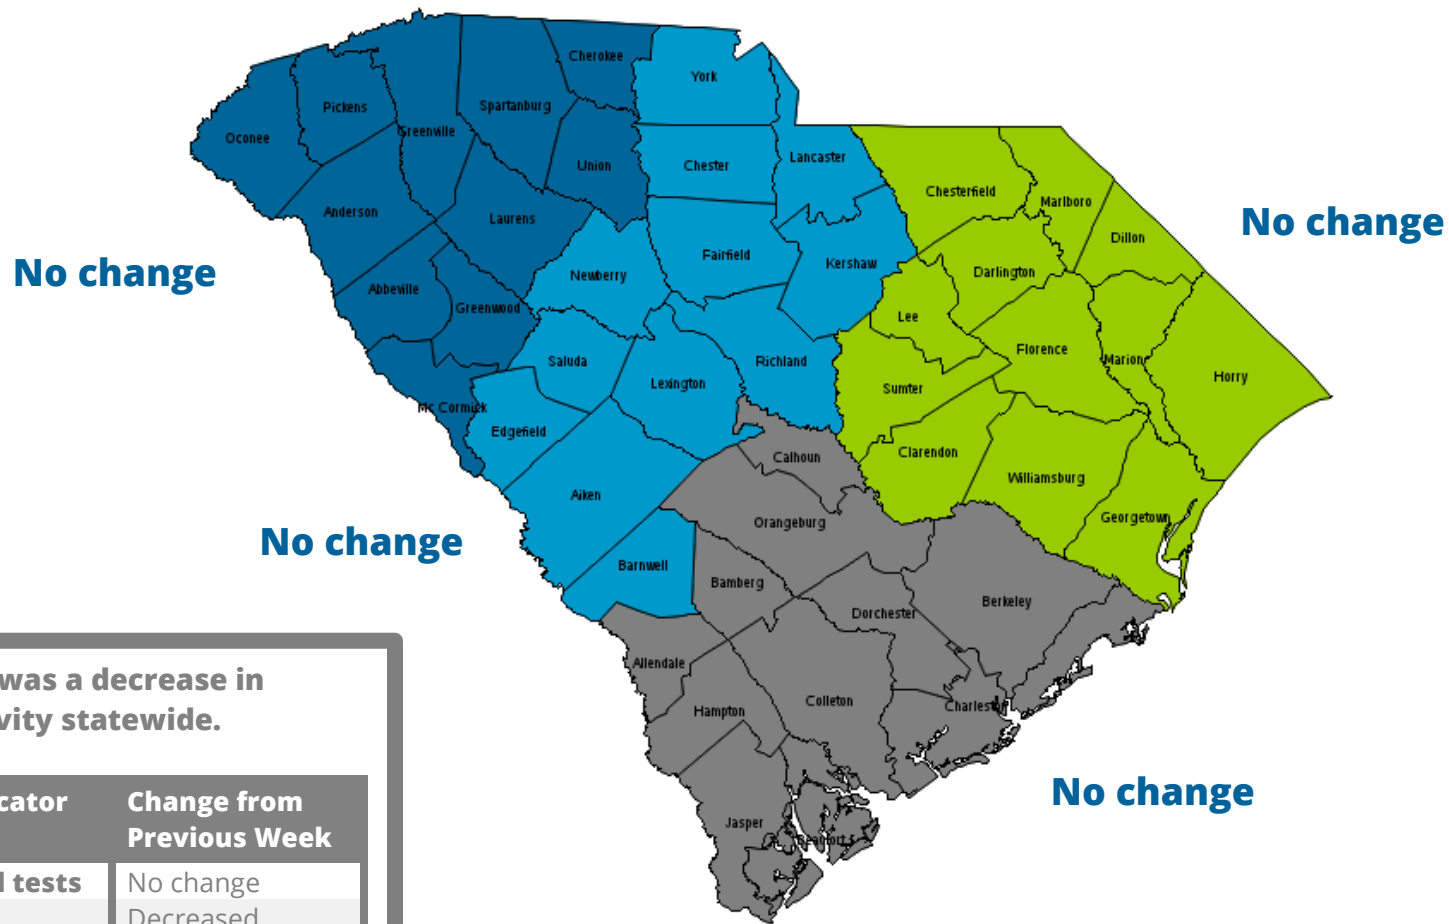 Cherokee
York
Pickens
Spartanburg
Greenville
Oconee
Union
Chester
Lancaster
Chesterfield
Marlboro
Anderson
Laurens
No change
Dillon
Fairfield
Kershaw
Darlington
Newberry
No change
Abbeville
Greenwood
Lee
Florence
Marion
Saluda
Richland
Horry
Lexington
Sumter
Mc Cormick
Edgefield
Clarendon
Calhoun
Williamsburg
Aiken
Georgetown
Orangeburg
No change
Barnwell
Bamberg
Berkeley
Dorchester
Allendale
was a decrease in
vity statewide.
Colleton
Charleston
Hampton
No change
cator
Change from
Previous Week
Jasper
Beaufort
tests
No change
Decreased